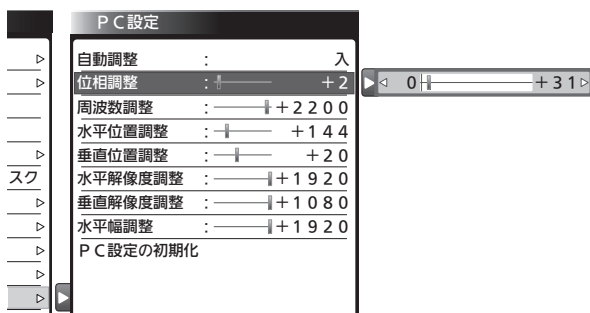 PC設定
自動調整 : 入
位相調整 : +2
0 +31
周波数調整 : +2200
水平位置調整 : +144
垂直位置調整 : +20
スク
水平解像度調整 : +1920
垂直解像度調整 : +1080
水平幅調整 : +1920
PC設定の初期化